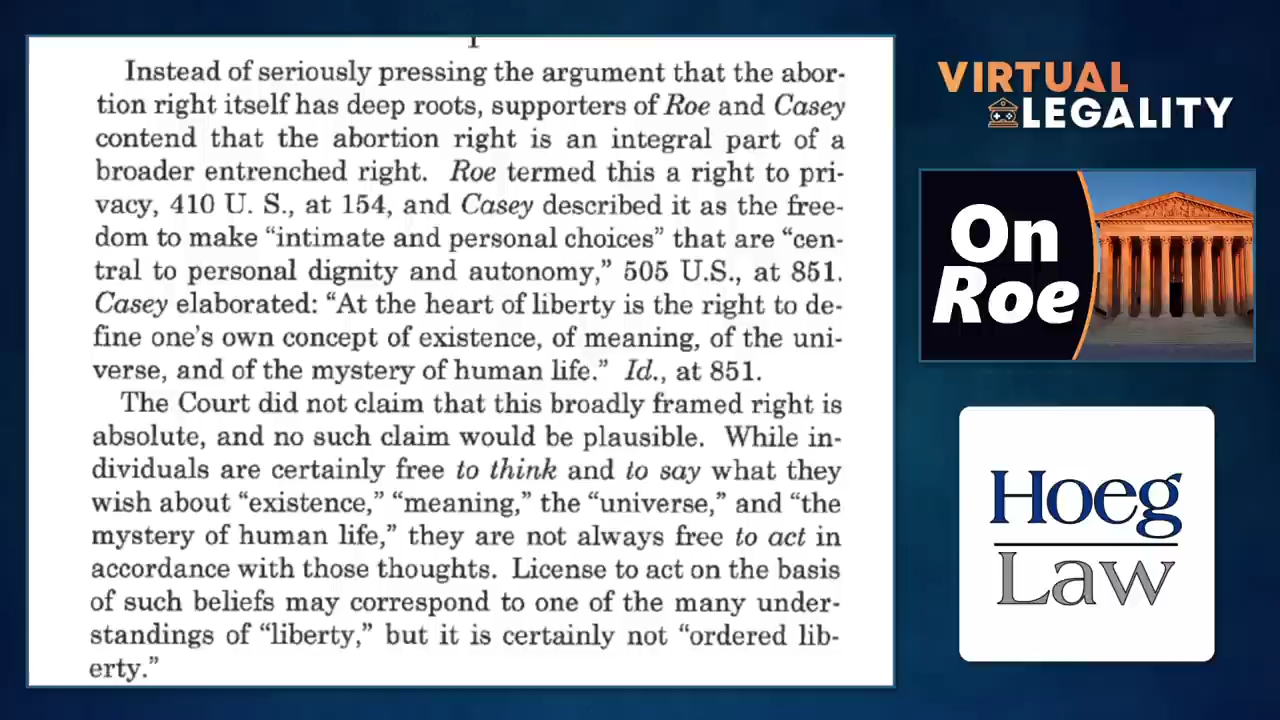 Instead of seriously pressing the argument that the abor-
tion right itself has deep roots, supporters of Roe and Casey
contend that the abortion right is an integral part of a
broader entrenched right. Roe termed this a right to pri-
vacy, 410 U. S., at 154, and Casey described it as the free-
dom to make “intimate and personal choices” that are “cen-
tral to personal dignity and autonomy,” 505 U.S., at 851.
Casey elaborated: “At the heart of liberty is the right to de-
fine one’s own concept of existence, of meaning, of the uni-
verse, and of the mystery of human life.” Id., at 851.
The Court did not claim that this broadly framed right is
absolute, and no such claim would be plausible. While in-
dividuals are certainly free to think and to say what they
wish about “existence,” “meaning,” the “universe,” and “the
mystery of human life,” they are not always free to act in
accordance with those thoughts. License to act on the basis
of such beliefs may correspond to one of the many under-
standings of “liberty,” but it is certainly not “ordered lib-
erty.”
VIRTUAL
LEGALITY
On
Roe
Hoeg
Law